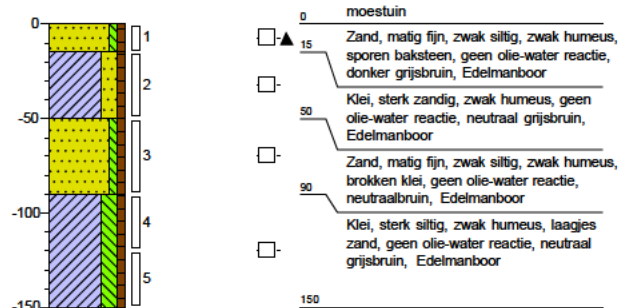 0
moestuin
0
1
Zand, matig fijn, zwak siltig, zwak humeus,
sporen baksteen, geen olie-water reactie,
donker grijsbruin, Edelmanboor
15
2
Klei, sterk zandig, zwak humeus, geen
olie-water reactie, neutraal grijsbruin,
Edelmanboor
-50
50
3
Zand, matig fijn, zwak siltig, zwak humeus,
brokken klei, geen olie-water reactie,
neutraalbruin, Edelmanboor
90
-100
4
Klei, sterk siltig, zwak humeus, laagjes
zand, geen olie-water reactie, neutraal
grijsbruin, Edelmanboor
5
-150
150